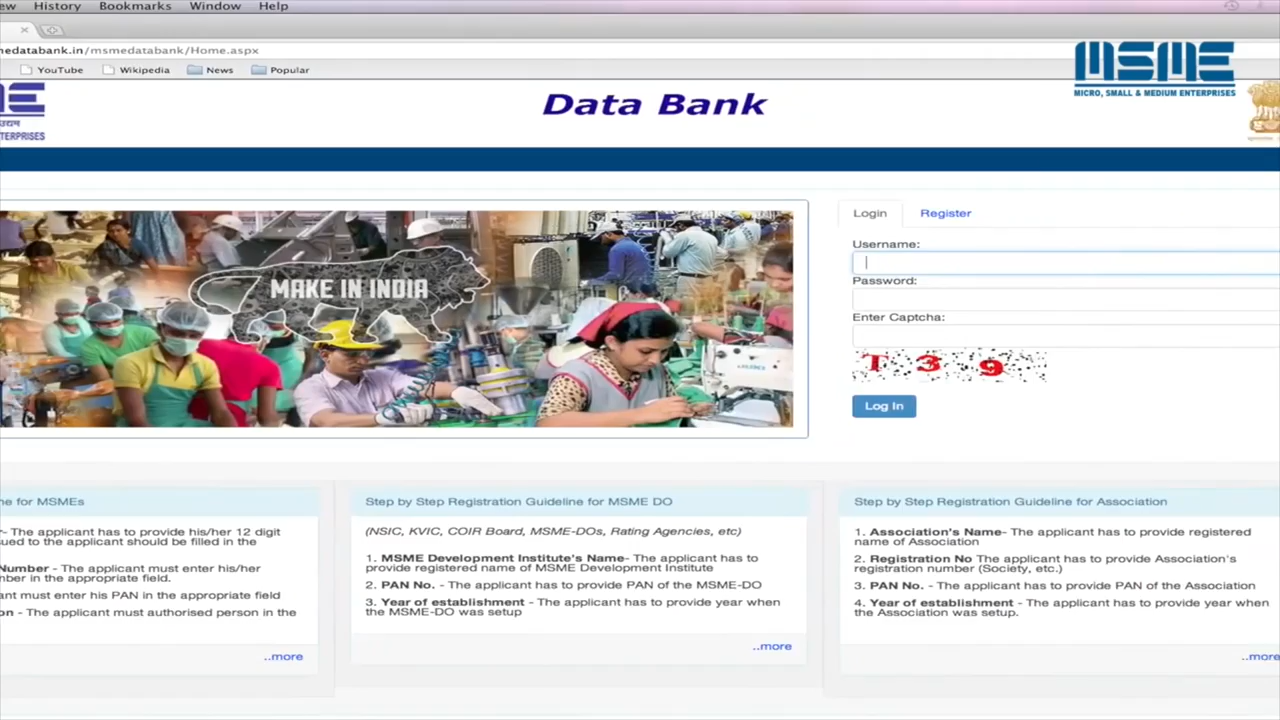 ew History Bookmarks Window Help
medatabank.in/msmedatabank/Home.aspx
YouTube Wikipedia News Popular
MSME
MICRO, SMALL & MEDIUM ENTERPRISES
ME
TERPRISES
Data Bank
MAKE IN INDIA
Login Register
Username:
Password:
Enter Captcha:
T 3 9
Log In
ne for MSMEs
r- The applicant has to provide his/her 12 digit
ued to the applicant should be filled in the
Number - The applicant must enter his/her
nber in the appropriate field.
ant must enter his PAN in the appropriate field
on - The applicant must authorised person in the
..more
Step by Step Registration Guideline for MSME DO
(NSIC, KVIC, COIR Board, MSME-DOs, Rating Agencies, etc)
1. MSME Development Institute's Name- The applicant has to
provide registered name of MSME Development Institute
2. PAN No. - The applicant has to provide PAN of the MSME-DO
3. Year of establishment - The applicant has to provide year when
the MSME-DO was setup
..more
Step by Step Registration Guideline for Association
1. Association's Name- The applicant has to provide registered
name of Association
2. Registration No The applicant has to provide Association's
registration number (Society, etc.)
3. PAN No. - The applicant has to provide PAN of the Association
4. Year of establishment - The applicant has to provide year when
the Association was setup.
..more